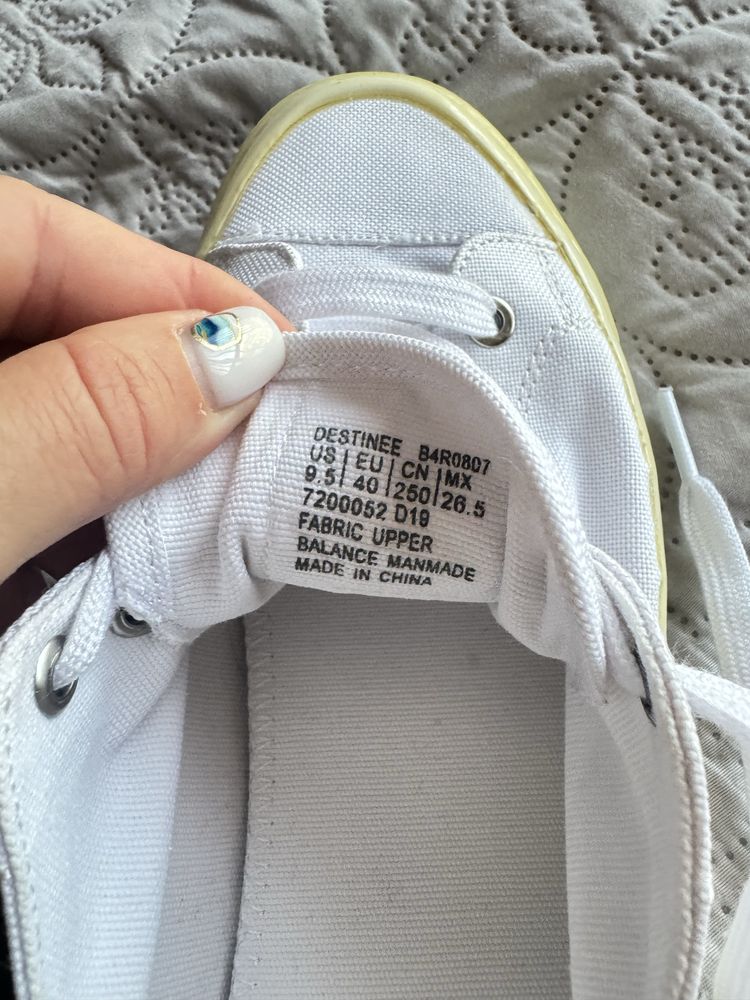 DESTINEE B4R0807
US | EU | CN | MX
9.5 | 40 | 250 | 26.5
7200052 D19
FABRIC UPPER
BALANCE MANMADE
MADE IN CHINA